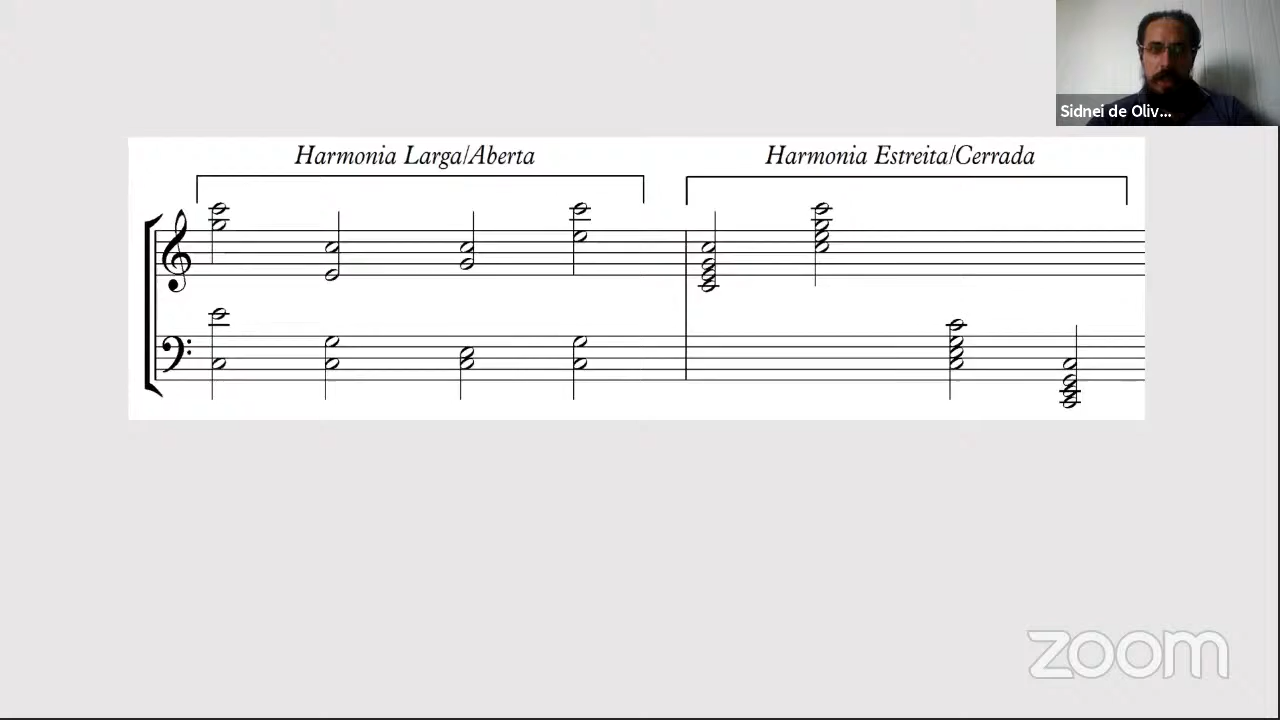 Sidnei de Oliv...
Harmonia Larga/Aberta
Harmonia Estreita/Cerrada
zoom